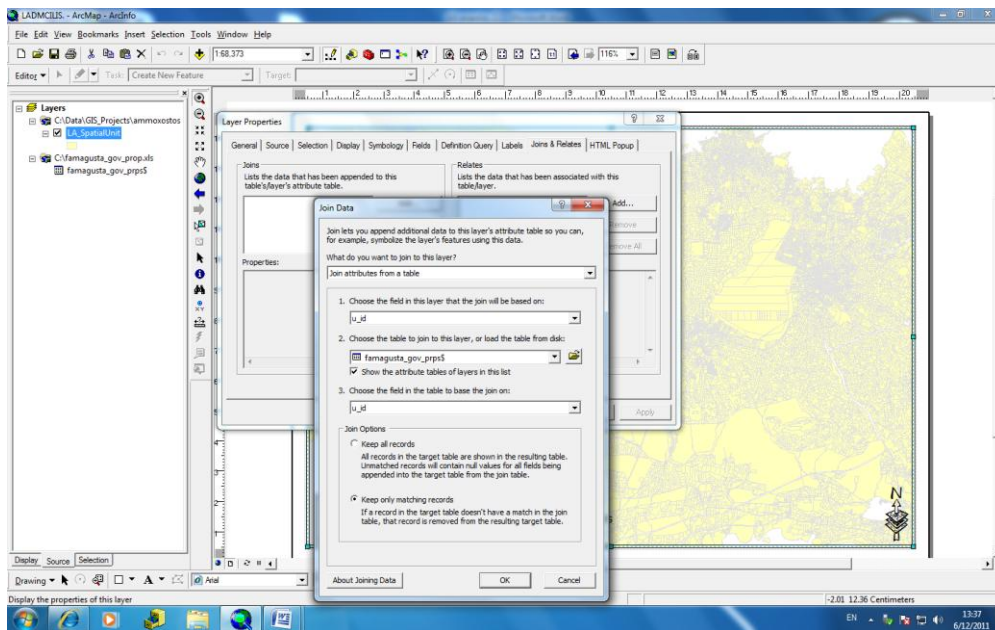 LADMCILIS. - ArcMap - ArcInfo
File Edit View Bookmarks Insert Selection Tools Window Help
1:68.373
116%
Editor
Task: Create New Feature
Target:
Layers
C:\Data\GIS_Projects\ammoxostos
LA_SpatialUnit
C:\famagusta_gov_prop.xls
famagusta_gov_prps$
Layer Properties
General Source Selection Display Symbology Fields Definition Query Labels Joins & Relates HTML Popup
Joins
Lists the data that has been appended to this
table's/layer's attribute table.
Relates
Lists the data that has been associated with this
table/layer.
Add...
Properties:
Apply
Join Data
Join lets you append additional data to this layer's attribute table so you can,
for example, symbolize the layer's features using this data.
What do you want to join to this layer?
Join attributes from a table
1. Choose the field in this layer that the join will be based on:
u_id
2. Choose the table to join to this layer, or load the table from disk:
famagusta_gov_prps$
Show the attribute tables of layers in this list
3. Choose the field in the table to base the join on:
u_id
Join Options
Keep all records
All records in the target table are shown in the resulting table.
Unmatched records will contain null values for all fields being
appended into the target table from the join table.
Keep only matching records
If a record in the target table doesn't have a match in the join
table, that record is removed from the resulting target table.
About Joining Data
OK
Cancel
N
Display Source Selection
Drawing
A
Arial
Display the properties of this layer
-2.01 12.36 Centimeters
EN
13:37
6/12/2011